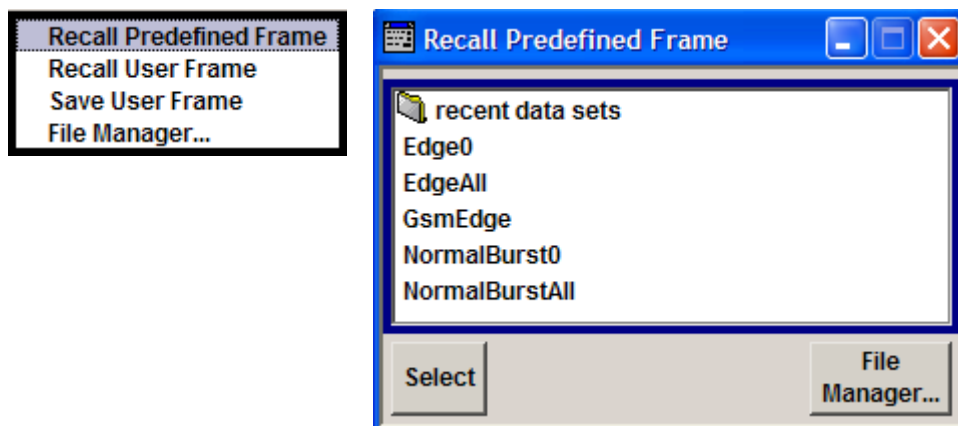 Recall Predefined Frame
Recall User Frame
Save User Frame
File Manager...
Recall Predefined Frame
recent data sets
Edge0
EdgeAll
GsmEdge
NormalBurst0
NormalBurstAll
Select
File
Manager...